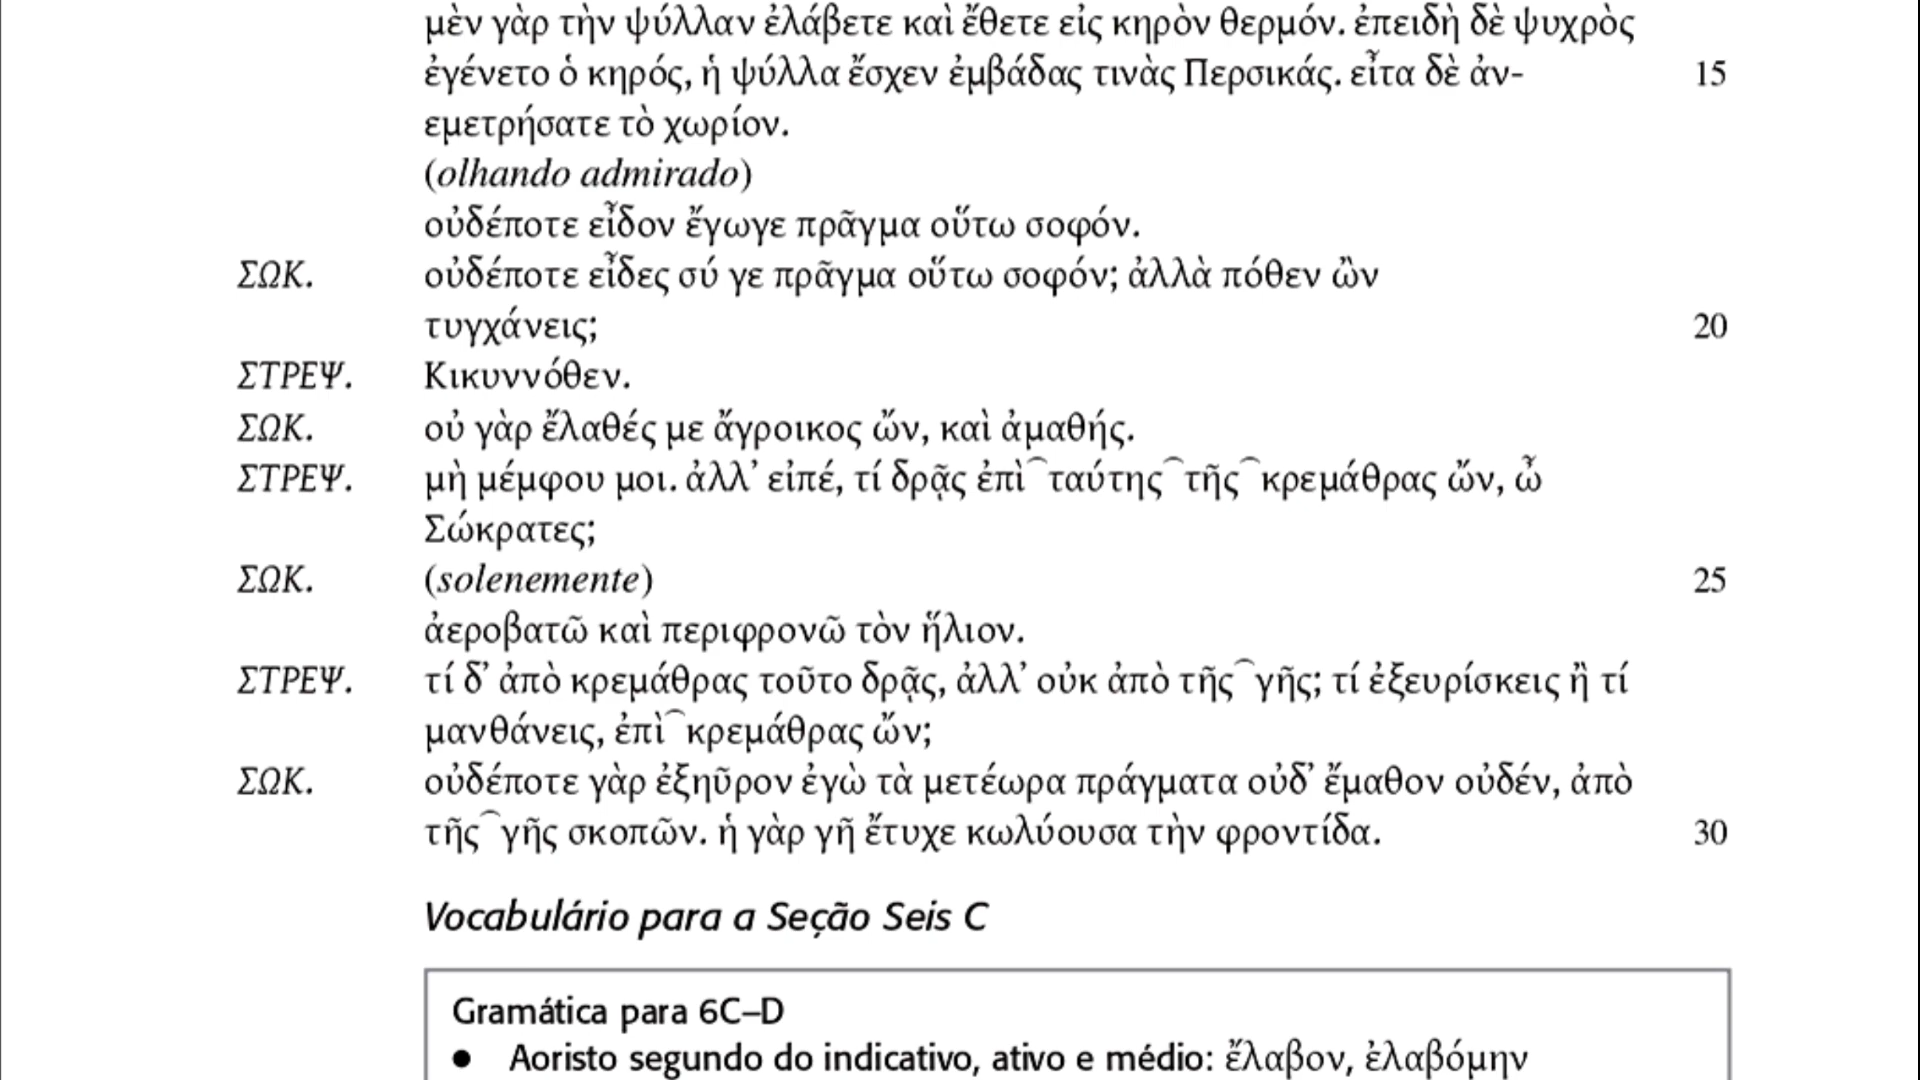 μὲν γὰρ τὴν ψύλλαν ἐλάβετε καὶ ἔθετε εἰς κηρὸν θερμόν. ἐπειδὴ δὲ ψυχρὸς
ἐγένετο ὁ κηρός, ἡ ψύλλα ἔσχεν ἐμβάδας τινὰς Περσικάς. εἶτα δὲ ἀν- 15
εμετρήσατε τὸ χωρίον.
(olhando admirado)
οὐδέποτε εἶδον ἔγωγε πρᾶγμα οὕτω σοφόν.
ΣΩΚ. οὐδέποτε εἶδες σύ γε πρᾶγμα οὕτω σοφόν; ἀλλὰ πόθεν ὢν
τυγχάνεις; 20
ΣΤΡΕΨ. Κικυννόθεν.
ΣΩΚ. οὐ γὰρ ἔλαθές με ἄγροικος ὤν, καὶ ἀμαθής.
ΣΤΡΕΨ. μὴ μέμφου μοι. ἀλλ’ εἰπέ, τί δρᾷς ἐπὶ⁀ταύτης⁀τῆς⁀κρεμάθρας ὤν, ὦ
Σώκρατες;
ΣΩΚ. (solenemente) 25
ἀεροβατῶ καὶ περιφρονῶ τὸν ἥλιον.
ΣΤΡΕΨ. τί δ’ ἀπὸ κρεμάθρας τοῦτο δρᾷς, ἀλλ’ οὐκ ἀπὸ τῆς⁀γῆς; τί ἐξευρίσκεις ἢ τί
μανθάνεις, ἐπὶ⁀κρεμάθρας ὤν;
ΣΩΚ. οὐδέποτε γὰρ ἐξηῦρον ἐγὼ τὰ μετέωρα πράγματα οὐδ’ ἔμαθον οὐδέν, ἀπὸ
τῆς⁀γῆς σκοπῶν. ἡ γὰρ γῆ ἔτυχε κωλύουσα τὴν φροντίδα. 30
Vocabulário para a Seção Seis C
Gramática para 6C–D
● Aoristo segundo do indicativo, ativo e médio: ἔλαβον, ἐλαβόμην